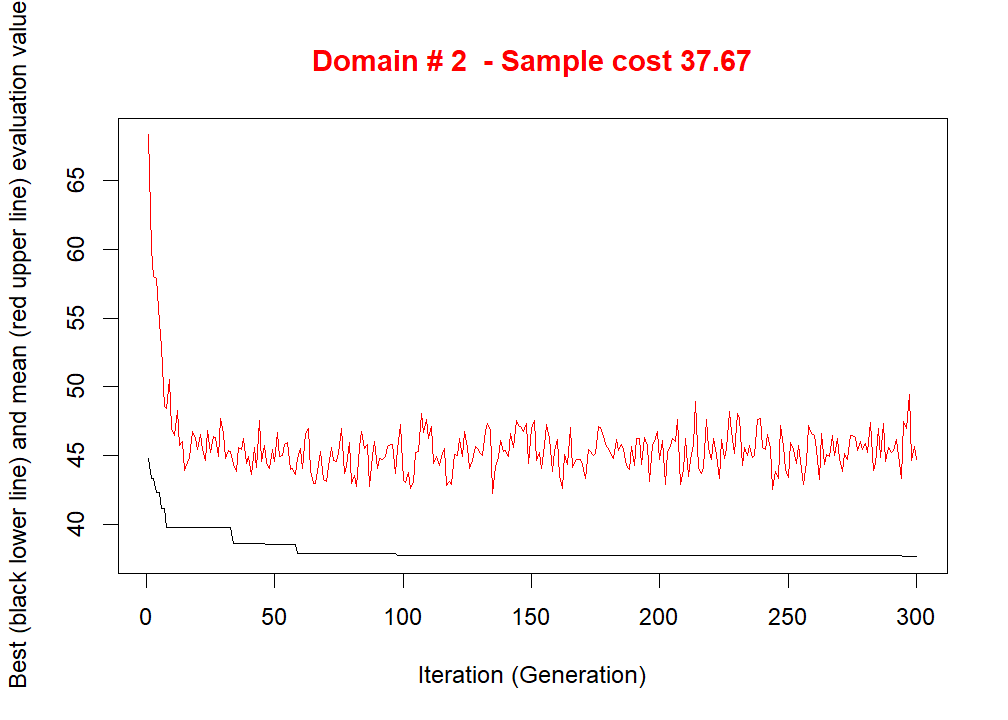 Domain # 2  - Sample cost 37.67
Best (black lower line) and mean (red upper line) evaluation value
65
60
55
50
45
40
0 50 100 150 200 250 300
Iteration (Generation)